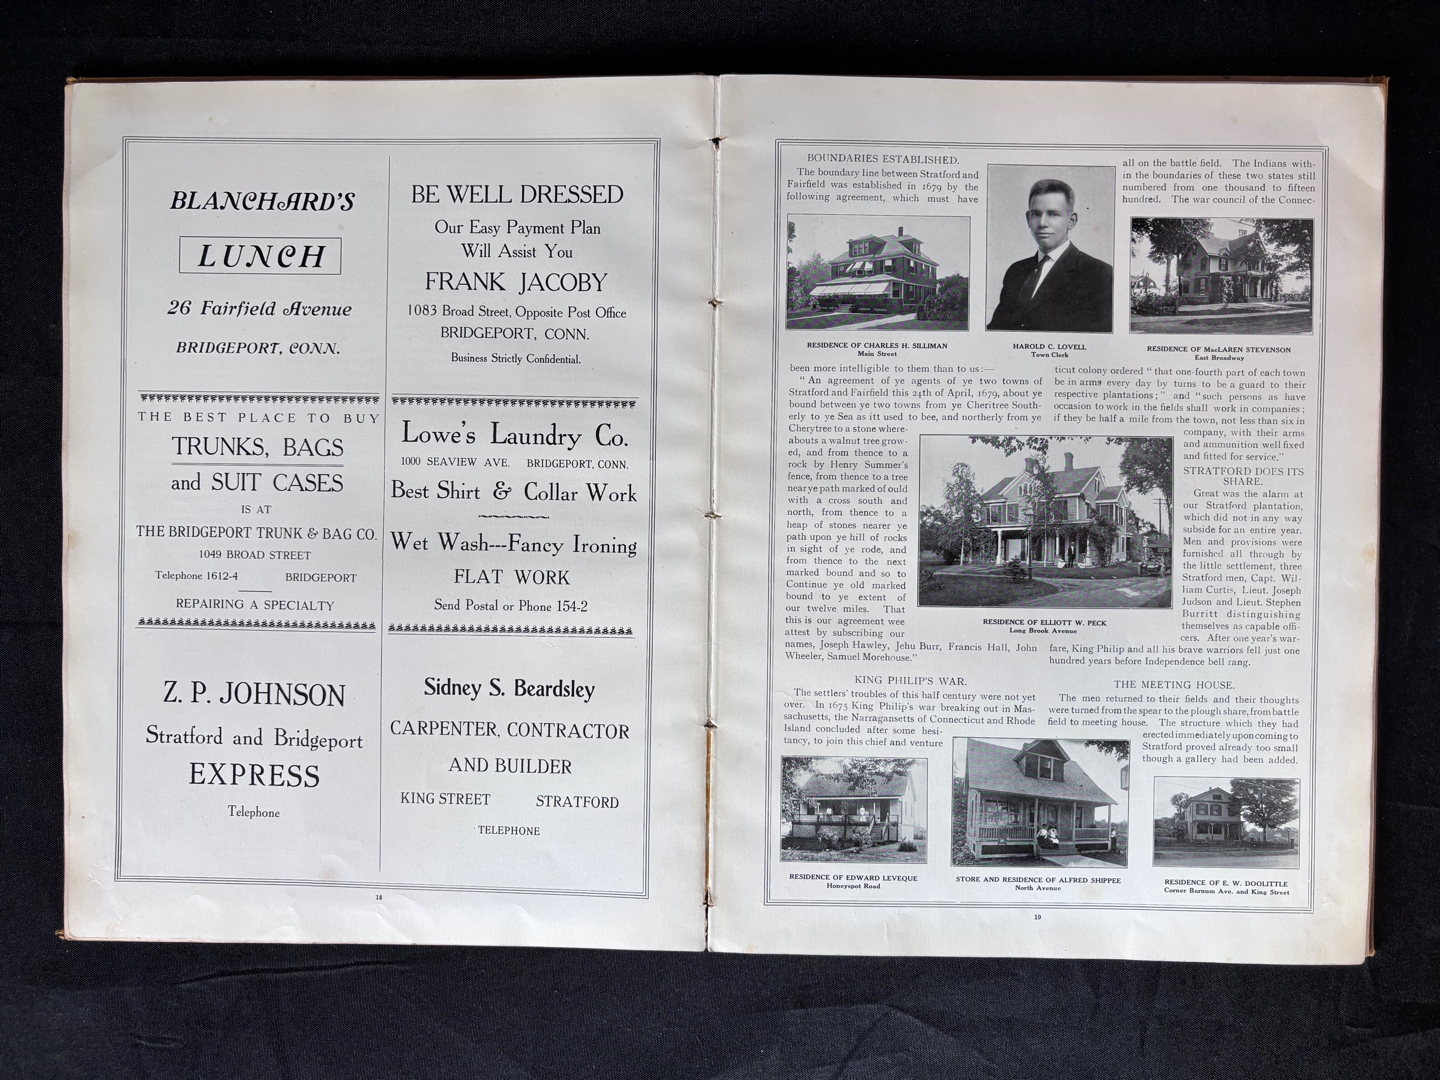 BLANCHARD'S
LUNCH
26 Fairfield Avenue
BRIDGEPORT, CONN.
THE BEST PLACE TO BUY
TRUNKS, BAGS
and SUIT CASES
IS AT
THE BRIDGEPORT TRUNK & BAG CO.
1049 BROAD STREET
Telephone 1612-4 BRIDGEPORT
REPAIRING A SPECIALTY
Z. P. JOHNSON
Stratford and Bridgeport
EXPRESS
Telephone
BE WELL DRESSED
Our Easy Payment Plan
Will Assist You
FRANK JACOBY
1083 Broad Street, Opposite Post Office
BRIDGEPORT, CONN.
Business Strictly Confidential.
Lowe's Laundry Co.
1000 SEAVIEW AVE. BRIDGEPORT, CONN.
Best Shirt & Collar Work
Wet Wash---Fancy Ironing
FLAT WORK
Send Postal or Phone 154-2
Sidney S. Beardsley
CARPENTER, CONTRACTOR
AND BUILDER
KING STREET STRATFORD
TELEPHONE
18
BOUNDARIES ESTABLISHED.
The boundary line between Stratford and
Fairfield was established in 1679 by the
following agreement, which must have
RESIDENCE OF CHARLES H. SILLIMAN
Main Street
HAROLD C. LOVELL
Town Clerk
been more intelligible to them than to us:—
" An agreement of ye agents of ye two towns of
Stratford and Fairfield this 24th of April, 1679, about ye
bound between ye two towns from ye Cheritree South-
erly to ye Sea as itt used to bee, and northerly from ye
Cherytree to a stone where-
abouts a walnut tree grow-
ed, and from thence to a
rock by Henry Summer's
fence, from thence to a tree
near ye path marked of ould
with a cross south and
north, from thence to a
heap of stones nearer ye
path upon ye hill of rocks
in sight of ye rode, and
from thence to the next
marked bound and so to
Continue ye old marked
bound to ye extent of
our twelve miles. That
this is our agreement wee
attest by subscribing our
names, Joseph Hawley, Jehu Burr, Francis Hall, John
Wheeler, Samuel Morehouse."
RESIDENCE OF ELLIOTT W. PECK
Long Brook Avenue
KING PHILIP'S WAR.
The settlers' troubles of this half century were not yet
over. In 1675 King Philip's war breaking out in Mas-
sachusetts, the Narragansetts of Connecticut and Rhode
Island concluded after some hesi-
tancy, to join this chief and venture
RESIDENCE OF EDWARD LEVEQUE
Honeyspot Road
STORE AND RESIDENCE OF ALFRED SHIPPEE
North Avenue
all on the battle field. The Indians with-
in the boundaries of these two states still
numbered from one thousand to fifteen
hundred. The war council of the Connec-
RESIDENCE OF MacLAREN STEVENSON
East Broadway
ticut colony ordered " that one-fourth part of each town
be in arms every day by turns to be a guard to their
respective plantations;" and "such persons as have
occasion to work in the fields shall work in companies;
if they be half a mile from the town, not less than six in
company, with their arms
and ammunition well fixed
and fitted for service."
STRATFORD DOES ITS
SHARE.
Great was the alarm at
our Stratford plantation,
which did not in any way
subside for an entire year.
Men and provisions were
furnished all through by
the little settlement, three
Stratford men, Capt. Wil-
liam Curtis, Lieut. Joseph
Judson and Lieut. Stephen
Burritt distinguishing
themselves as capable offi-
cers. After one year's war-
fare, King Philip and all his brave warriors fell just one
hundred years before Independence bell rang.
THE MEETING HOUSE.
The men returned to their fields and their thoughts
were turned from the spear to the plough share, from battle
field to meeting house. The structure which they had
erected immediately upon coming to
Stratford proved already too small
though a gallery had been added.
RESIDENCE OF E. W. DOOLITTLE
Corner Barnum Ave. and King Street
19